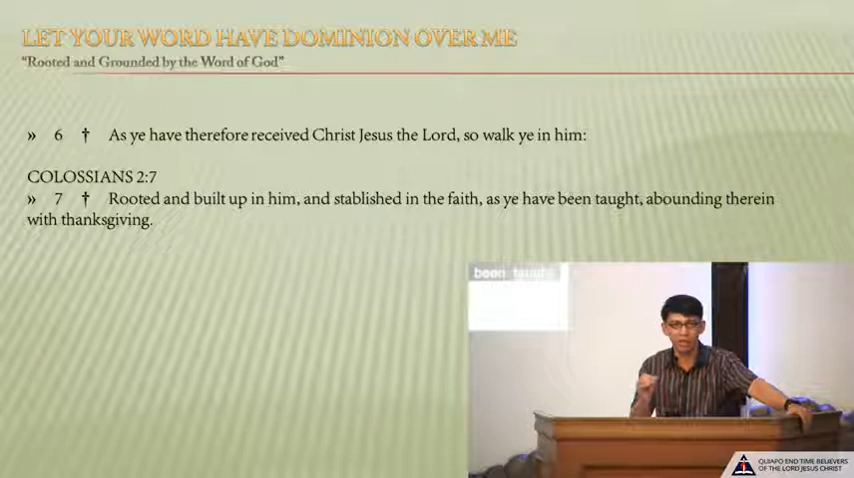 LET YOUR WORD HAVE DOMINION OVER ME
"Rooted and Grounded by the Word of God"
» 6 † As ye have therefore received Christ Jesus the Lord, so walk ye in him:
COLOSSIANS 2:7
» 7 † Rooted and built up in him, and stablished in the faith, as ye have been taught, abounding therein
with thanksgiving.
been taught
QUIAPO END TIME BELIEVERS
OF THE LORD JESUS CHRIST